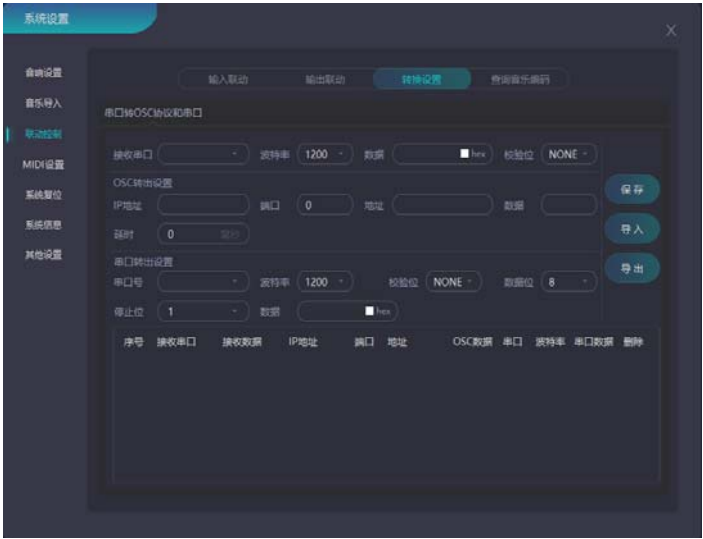 系统设置
X
音响设置
音乐导入
联动控制
MIDI设置
系统复位
系统信息
其他设置
输入联动 输出联动 转换设置 查询音乐编码
串口转OSC协议和串口
接收串口 波特率 1200 数据 hex 校验位 NONE
OSC转出设置
IP地址 端口 0 地址 数据
延时 0 毫秒
串口转出设置
串口号 波特率 1200 校验位 NONE 数据位 8
停止位 1 数据 hex
保存
导入
导出
序号 接收串口 接收数据 IP地址 端口 地址 OSC数据 串口 波特率 串口数据 删除